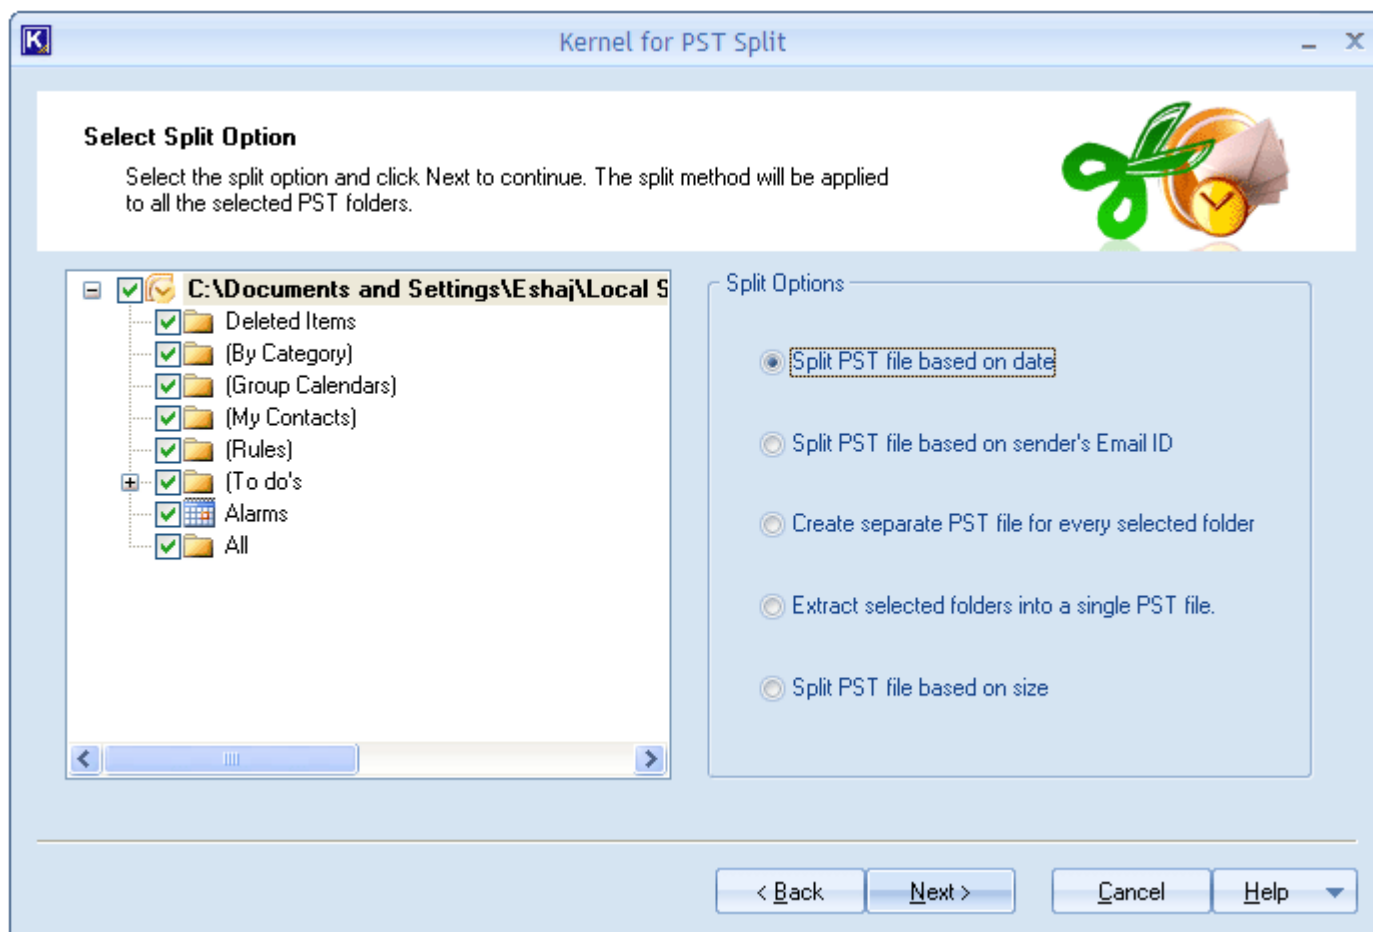 Kernel for PST Split
Select Split Option
Select the split option and click Next to continue. The split method will be applied
to all the selected PST folders.
C:\Documents and Settings\Eshaj\Local S
Deleted Items
(By Category)
(Group Calendars)
(My Contacts)
(Rules)
(To do's
Alarms
All
Split Options
Split PST file based on date
Split PST file based on sender's Email ID
Create separate PST file for every selected folder
Extract selected folders into a single PST file.
Split PST file based on size
< Back
Next >
Cancel
Help